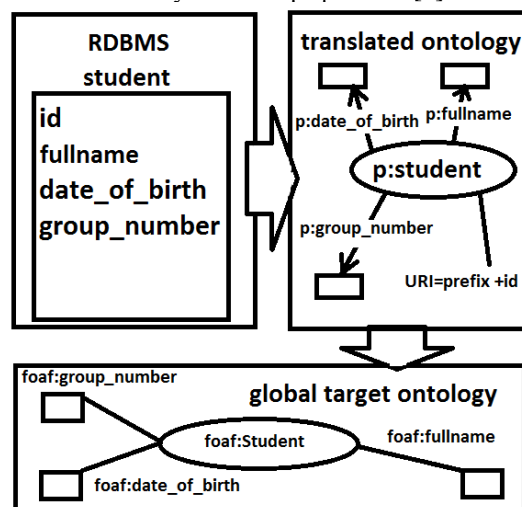 RDBMS
student
id
fullname
date_of_birth
group_number
translated ontology
p:date_of_birth
p:fullname
p:student
p:group_number
URI=prefix +id
global target ontology
foaf:group_number
foaf:Student
foaf:fullname
foaf:date_of_birth